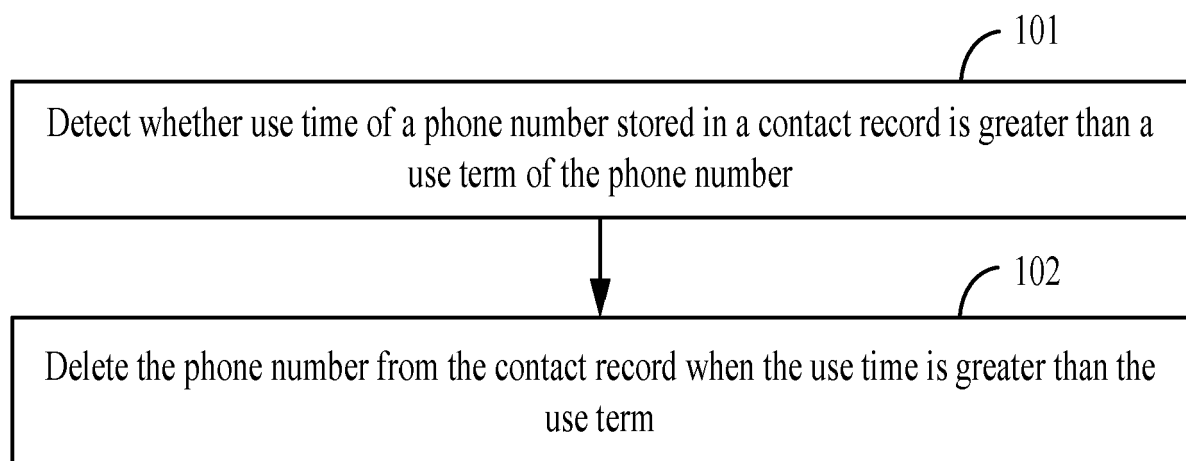 101
Detect whether use time of a phone number stored in a contact record is greater than a
use term of the phone number
102
Delete the phone number from the contact record when the use time is greater than the
use term